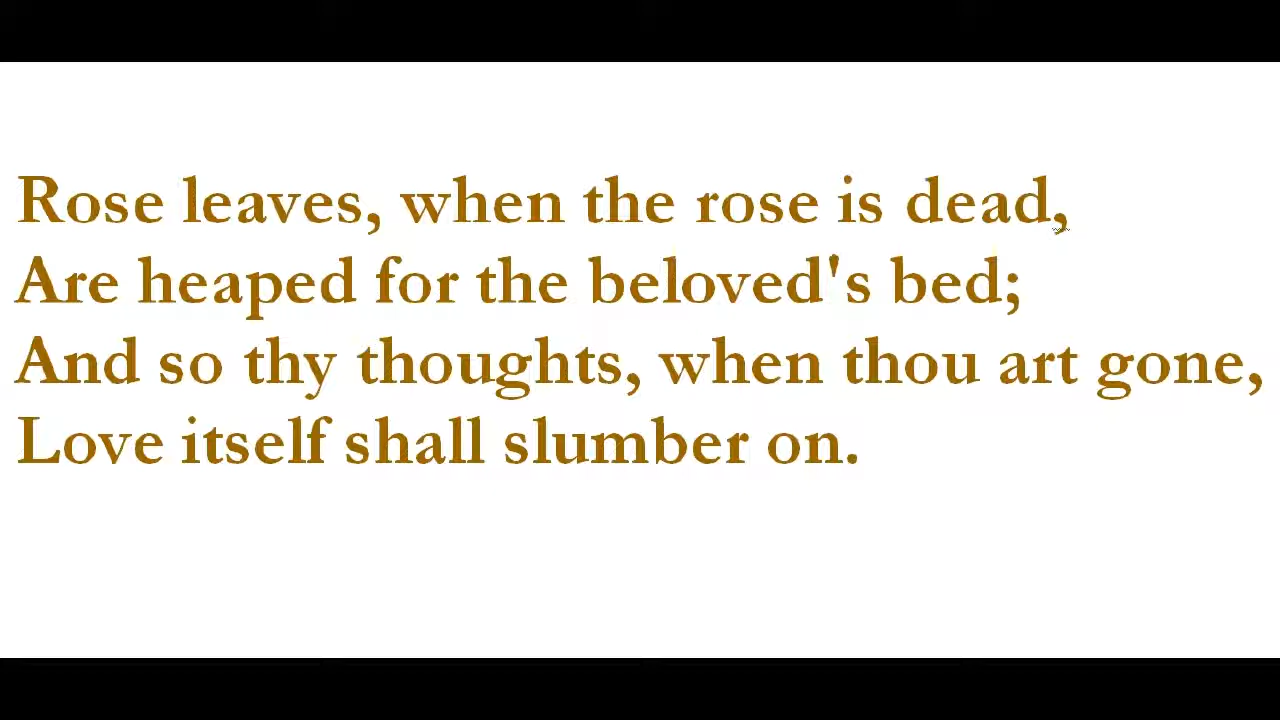 Rose leaves, when the rose is dead,
Are heaped for the beloved's bed;
And so thy thoughts, when thou art gone,
Love itself shall slumber on.